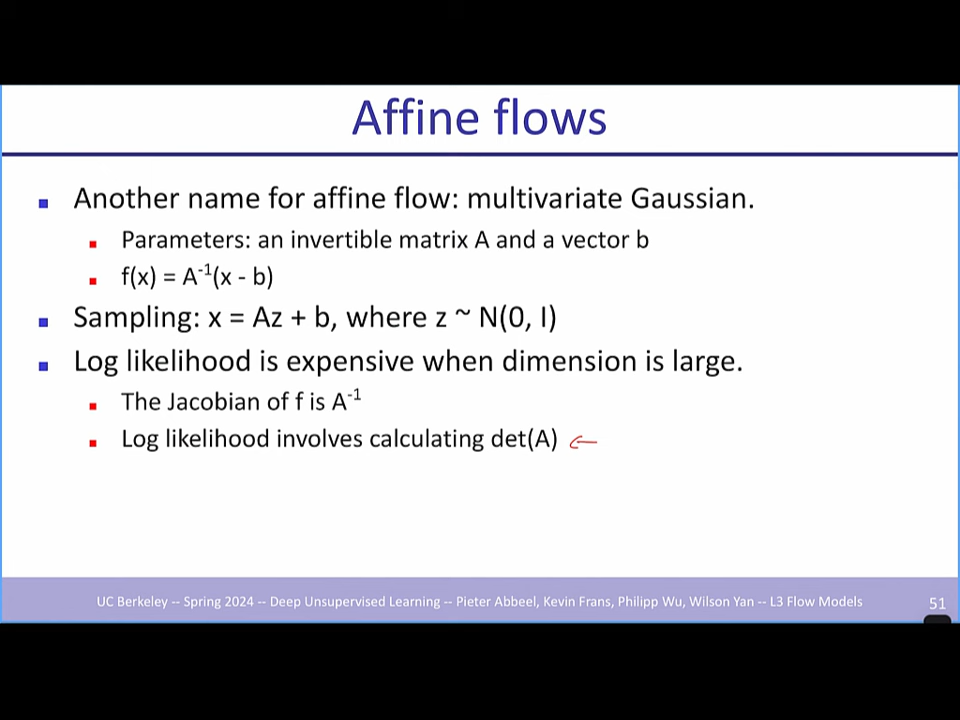 Affine flows
Another name for affine flow: multivariate Gaussian.
Parameters: an invertible matrix A and a vector b
f(x) = A⁻¹(x - b)
Sampling: x = Az + b, where z ~ N(0, I)
Log likelihood is expensive when dimension is large.
The Jacobian of f is A⁻¹
Log likelihood involves calculating det(A)
UC Berkeley -- Spring 2024 -- Deep Unsupervised Learning -- Pieter Abbeel, Kevin Frans, Philipp Wu, Wilson Yan -- L3 Flow Models
51